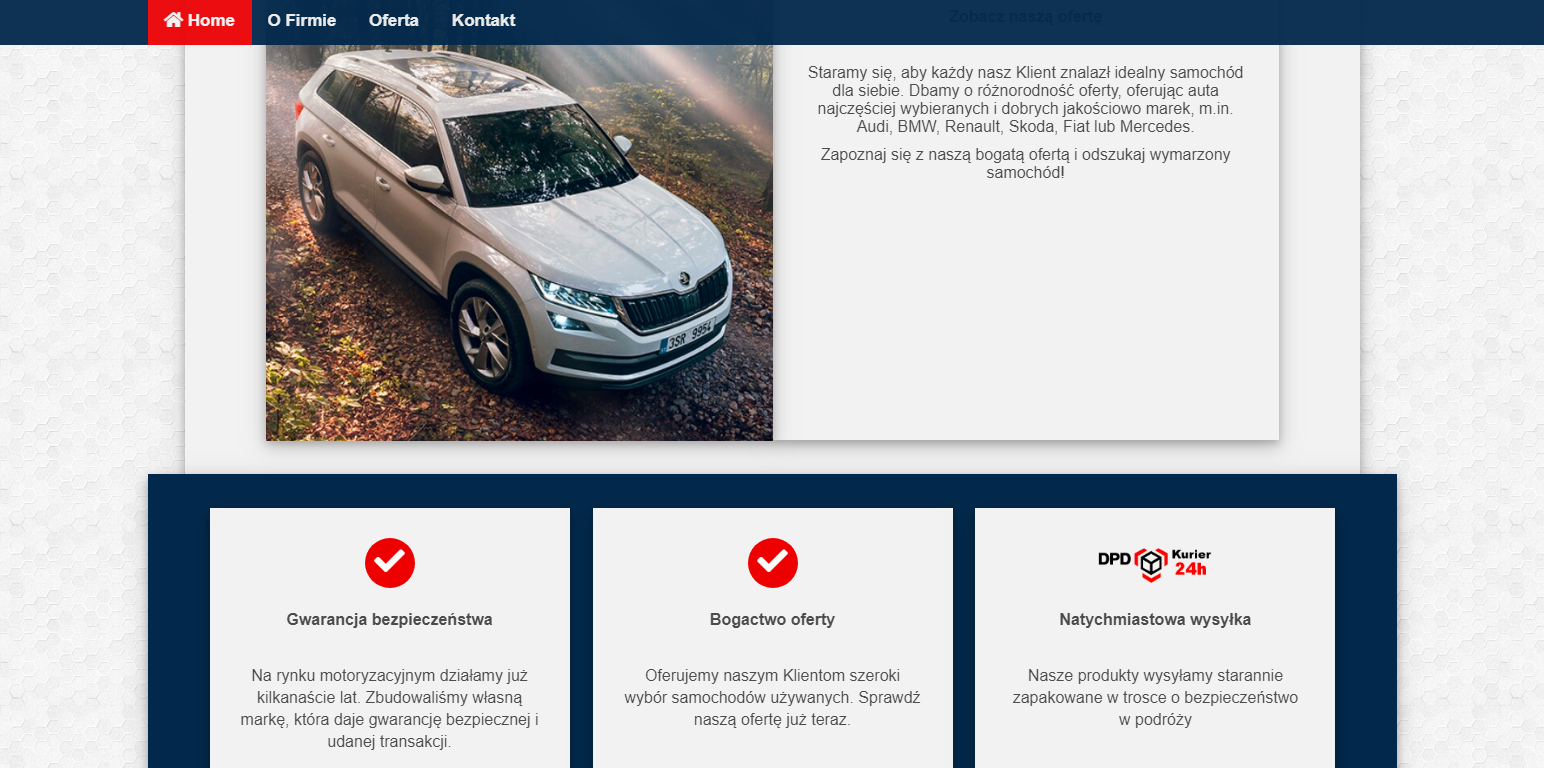 Home O Firmie Oferta Kontakt
Zobacz naszą ofertę
Staramy się, aby każdy nasz Klient znalazł idealny samochód
dla siebie. Dbamy o różnorodność oferty, oferując auta
najczęściej wybieranych i dobrych jakościowo marek, m.in.
Audi, BMW, Renault, Skoda, Fiat lub Mercedes.
Zapoznaj się z naszą bogatą ofertą i odszukaj wymarzony
samochód!
3SR 9954
DPD Kurier
24h
Gwarancja bezpieczeństwa
Bogactwo oferty
Natychmiastowa wysyłka
Na rynku motoryzacyjnym działamy już
kilkanaście lat. Zbudowaliśmy własną
markę, która daje gwarancję bezpiecznej i
udanej transakcji.
Oferujemy naszym Klientom szeroki
wybór samochodów używanych. Sprawdź
naszą ofertę już teraz.
Nasze produkty wysyłamy starannie
zapakowane w trosce o bezpieczeństwo
w podróży